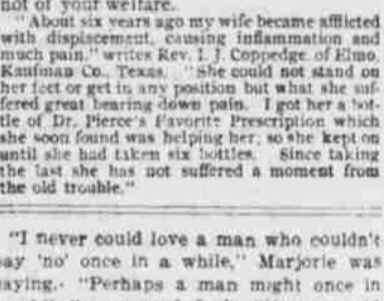 not of your welfare.
"About six years ago my wife became afflicted
with displacement, causing inflammation and
much pain," writes Rev. I. J. Coppedge, of Elmo,
Kaufman Co., Texas. "She could not stand on
her feet or get in any position but what she suf-
fered great bearing down pain. I got her a bot-
tle of Dr. Pierce's Favorite Prescription which
she soon found was helping her, so she kept on
until she had taken six bottles. Since taking
the last she has not suffered a moment from
the old trouble."
"I never could love a man who couldn't
say 'no' once in a while," Marjorie was
saying. "Perhaps a man might once in